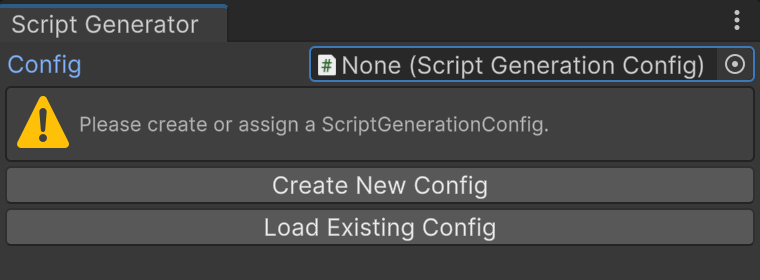 Script Generator
Config
# None (Script Generation Config)
Please create or assign a ScriptGenerationConfig.
Create New Config
Load Existing Config